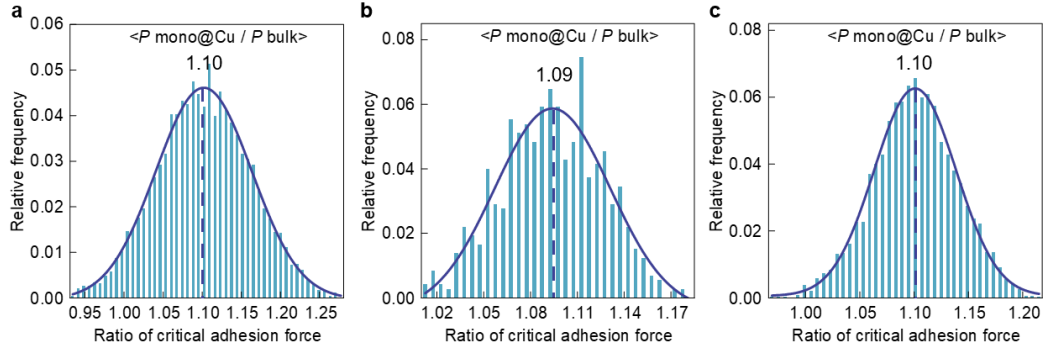 a
<P mono@Cu / P bulk>
1.10
0.06
0.05
0.04
0.03
0.02
0.01
0.00
Relative frequency
0.95 1.00 1.05 1.10 1.15 1.20 1.25
Ratio of critical adhesion force
b
<P mono@Cu / P bulk>
1.09
0.08
0.06
0.04
0.02
0.00
Relative frequency
1.02 1.05 1.08 1.11 1.14 1.17
Ratio of critical adhesion force
c
<P mono@Cu / P bulk>
1.10
0.08
0.06
0.04
0.02
0.00
Relative frequency
1.00 1.05 1.10 1.15 1.20
Ratio of critical adhesion force